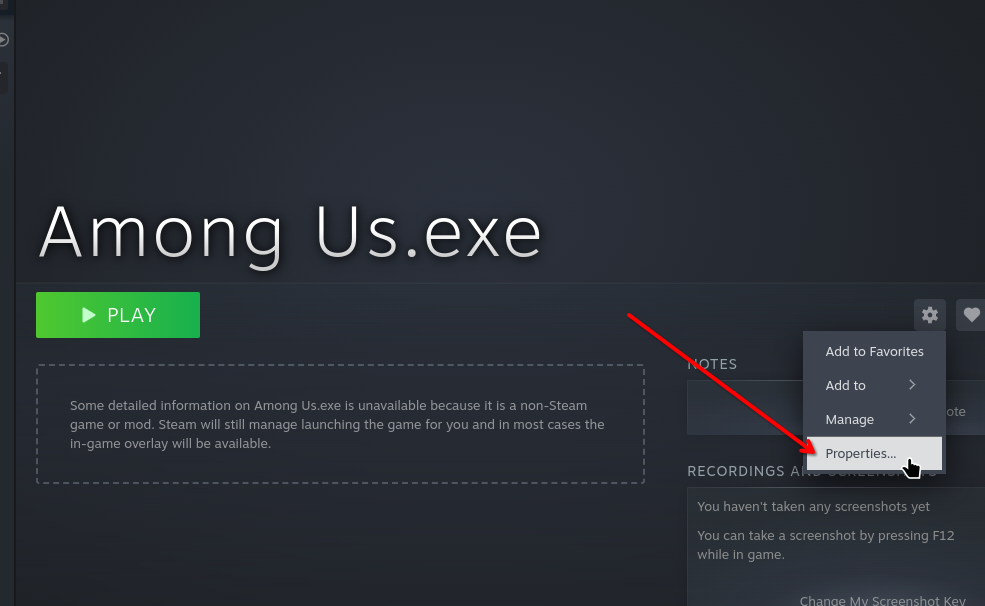 Among Us.exe
PLAY
Add to Favorites
NOTES
Add to
ote
Manage
Some detailed information on Among Us.exe is unavailable because it is a non-Steam
game or mod. Steam will still manage launching the game for you and in most cases the
in-game overlay will be available.
Properties...
RECORDINGS AND SCREENSHOTS
You haven't taken any screenshots yet
You can take a screenshot by pressing F12
while in game.
Change My Screenshot Key